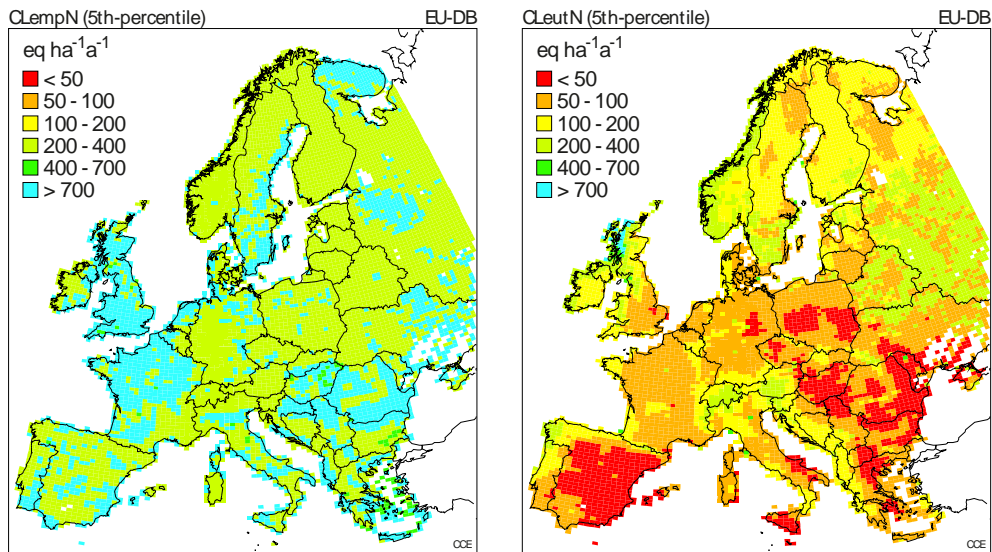 CLempN (5th-percentile) EU-DB
eq ha⁻¹a⁻¹
< 50
50 - 100
100 - 200
200 - 400
400 - 700
> 700
CCE
CLeutN (5th-percentile) EU-DB
eq ha⁻¹a⁻¹
< 50
50 - 100
100 - 200
200 - 400
400 - 700
> 700
CCE